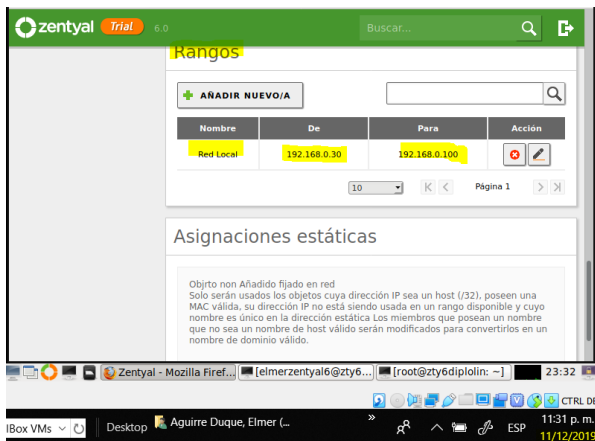 zentyal Trial 6.0 Buscar...
Rangos
AÑADIR NUEVO/A
Nombre De Para Acción
Red Local 192.168.0.30 192.168.0.100
10 Página 1
Asignaciones estáticas
Objrto non Añadido fijado en red
Solo serán usados los objetos cuya dirección IP sea un host (/32), poseen una
MAC válida, su dirección IP no está siendo usada en un rango disponible y cuyo
nombre es único en la dirección estática Los miembros que posean un nombre
que no sea un nombre de host válido serán modificados para convertirlos en un
nombre de dominio válido.
Zentyal - Mozilla Firef... [elmerzentyal6@zty6... [root@zty6diplolin: ~] 23:32
CTRL DE
lBox VMs Desktop Aguirre Duque, Elmer (... » ESP 11:31 p. m.
11/12/2019